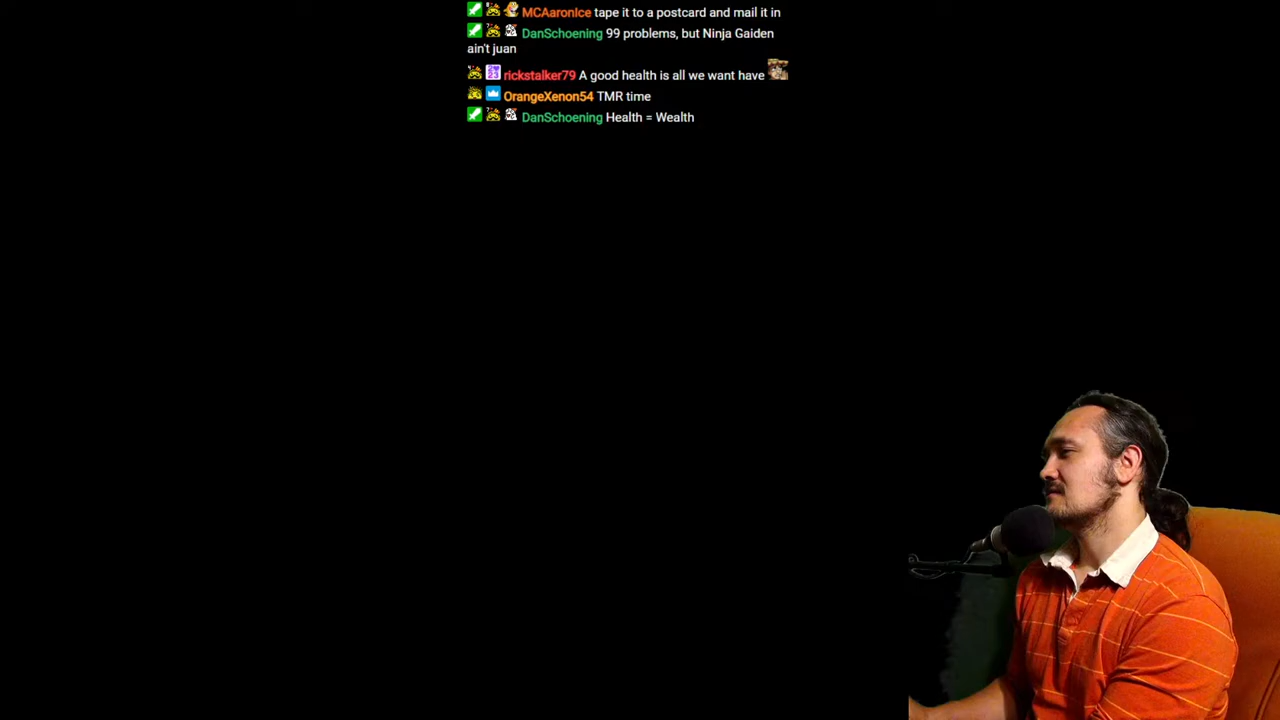 MCAaronIce tape it to a postcard and mail it in
DanSchoening 99 problems, but Ninja Gaiden
ain't juan
rickstalker79 A good health is all we want have
OrangeXenon54 TMR time
DanSchoening Health = Wealth